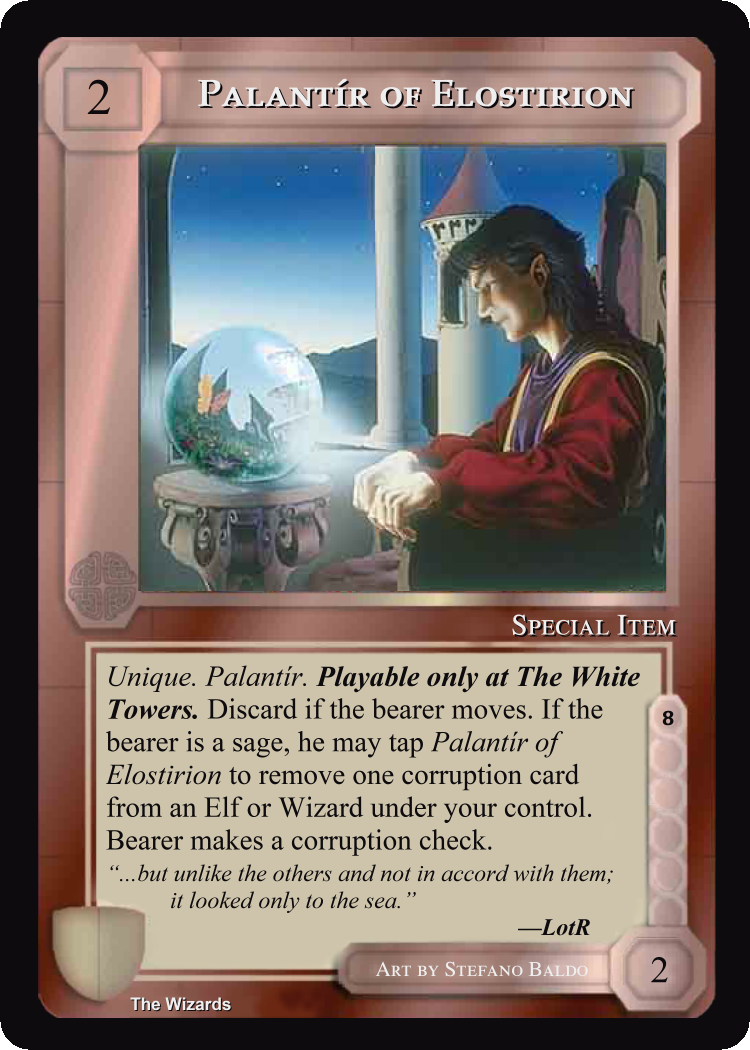 2
Palantír of Elostirion
Special Item
Unique. Palantír. Playable only at The White
Towers. Discard if the bearer moves. If the
bearer is a sage, he may tap Palantír of
Elostirion to remove one corruption card
from an Elf or Wizard under your control.
Bearer makes a corruption check.
“...but unlike the others and not in accord with them;
it looked only to the sea.”
—LotR
8
Art by Stefano Baldo
2
The Wizards